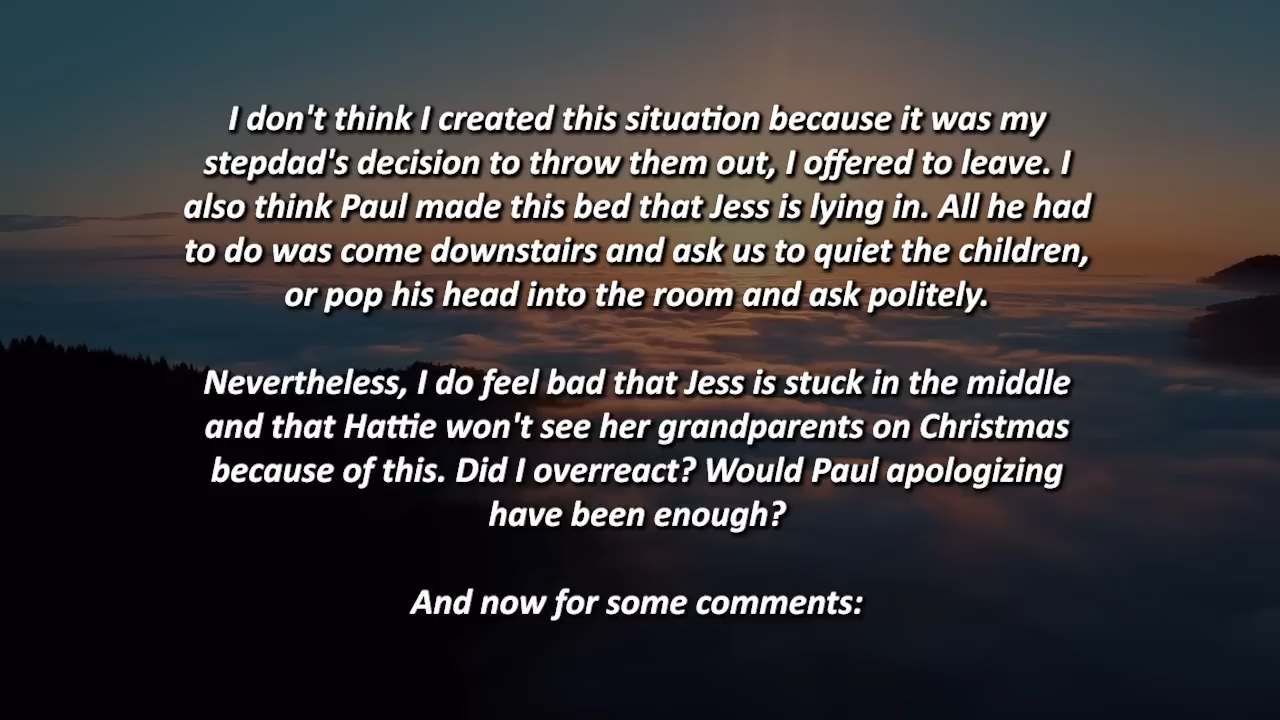 I don't think I created this situation because it was my
stepdad's decision to throw them out, I offered to leave. I
also think Paul made this bed that Jess is lying in. All he had
to do was come downstairs and ask us to quiet the children,
or pop his head into the room and ask politely.
Nevertheless, I do feel bad that Jess is stuck in the middle
and that Hattie won't see her grandparents on Christmas
because of this. Did I overreact? Would Paul apologizing
have been enough?
And now for some comments: